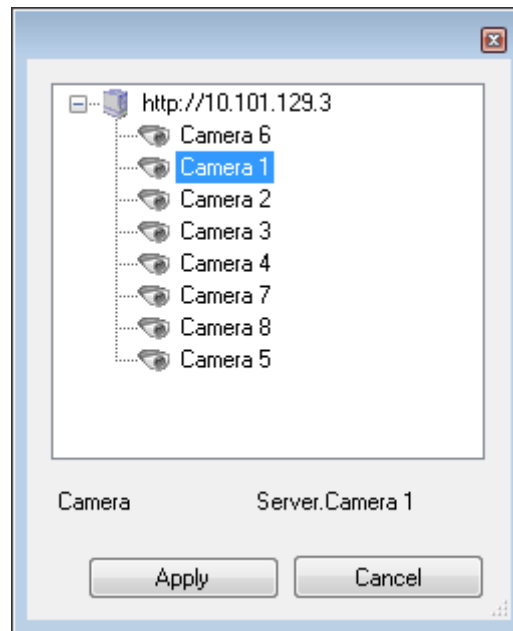 http://10.101.129.3
Camera 6
Camera 1
Camera 2
Camera 3
Camera 4
Camera 7
Camera 8
Camera 5
Camera Server.Camera 1
Apply Cancel